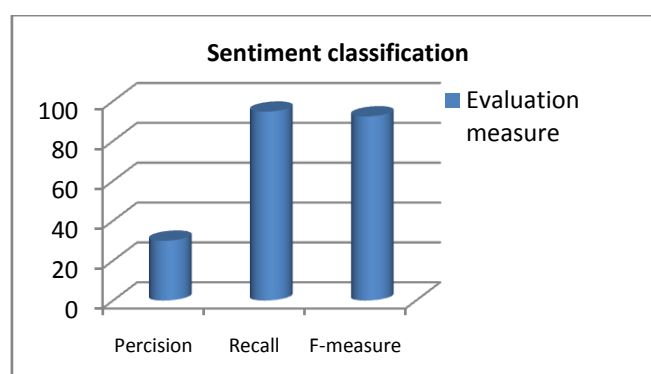 Sentiment classification
100
80
60
40
20
0
Percision Recall F-measure
Evaluation
measure